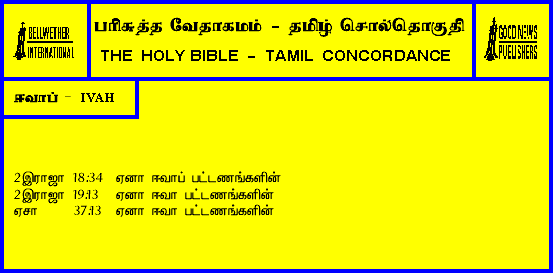 BELLWETHER
INTERNATIONAL
பரிசுத்த வேதாகமம் - தமிழ் சொல்தொகுதி
THE HOLY BIBLE - TAMIL CONCORDANCE
GOOD NEWS
PUBLISHERS
ஈவாப் - IVAH
2இராஜா 18:34 ஏனா ஈவாப் பட்டணங்களின்
2இராஜா 19:13 ஏனா ஈவா பட்டணங்களின்
ஏசா 37:13 ஏனா ஈவா பட்டணங்களின்